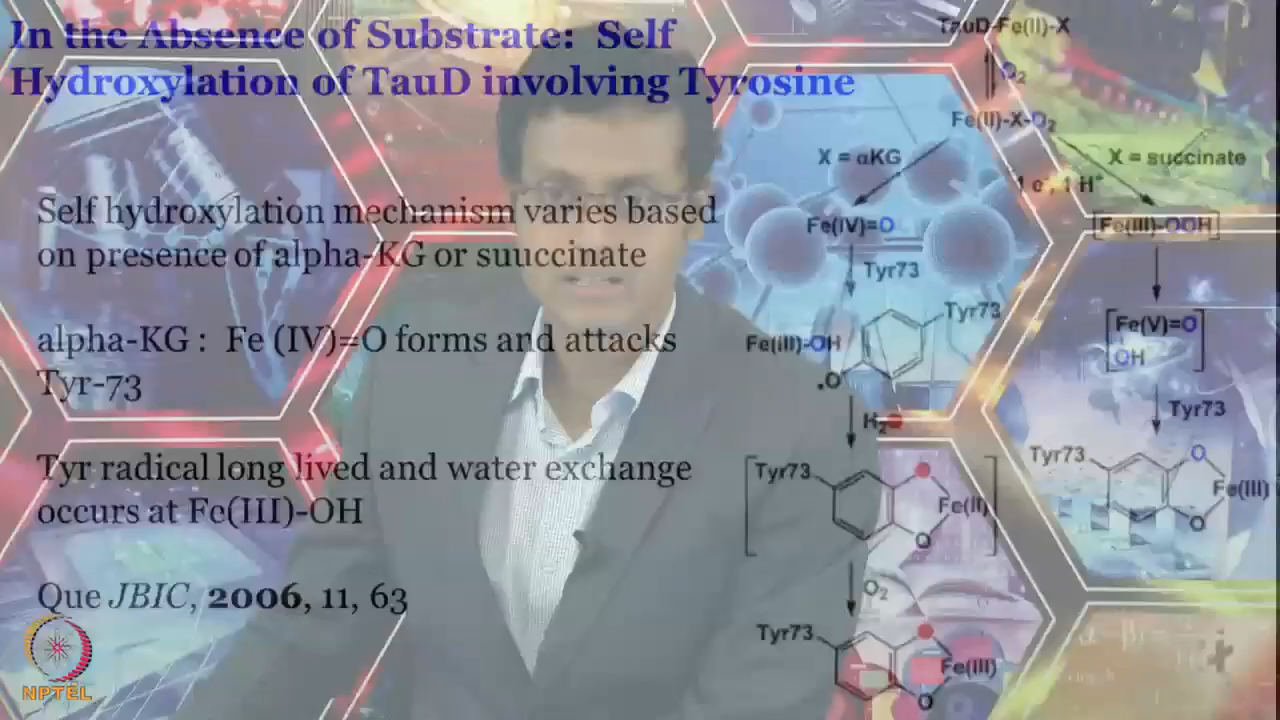 In the Absence of Substrate: Self
Hydroxylation of TauD involving Tyrosine
Self hydroxylation mechanism varies based
on presence of alpha-KG or suuccinate
alpha-KG : Fe (IV)=O forms and attacks
Tyr-73
Tyr radical long lived and water exchange
occurs at Fe(III)-OH
Que JBIC, 2006, 11, 63
NPTEL
TauD-Fe(II)-X
O₂
Fe(II)-X-O₂
X = αKG
X = succinate
1 e⁻, 1 H⁺
Fe(IV)=O
[Fe(III)-OOH]
Tyr73
Tyr73
Fe(III)-OH
.O
Fe(V)=O
OH
Tyr73
H₂
Tyr73
Fe(II)
O
Tyr73
O
Fe(III)
O
O₂
Tyr73
Fe(III)
O